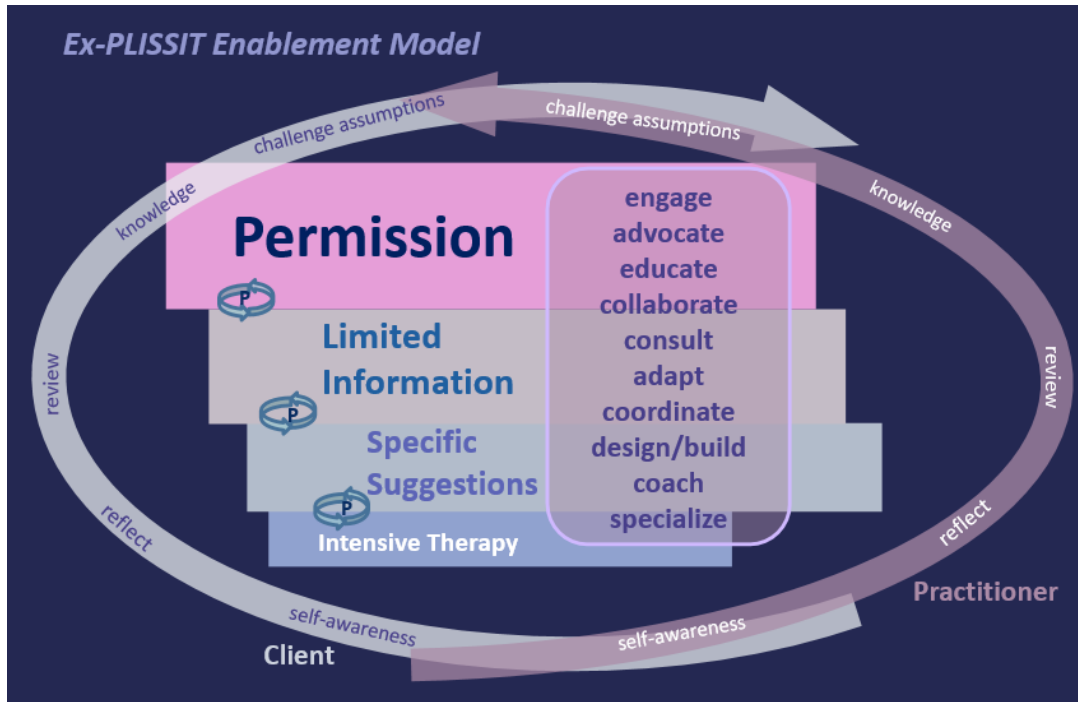 Ex-PLISSIT Enablement Model
challenge assumptions
challenge assumptions
knowledge
knowledge
Permission
engage
advocate
educate
collaborate
consult
adapt
coordinate
design/build
coach
specialize
P
Limited
Information
P
Specific
Suggestions
P
Intensive Therapy
review
review
reflect
reflect
self-awareness
self-awareness
Client
Practitioner